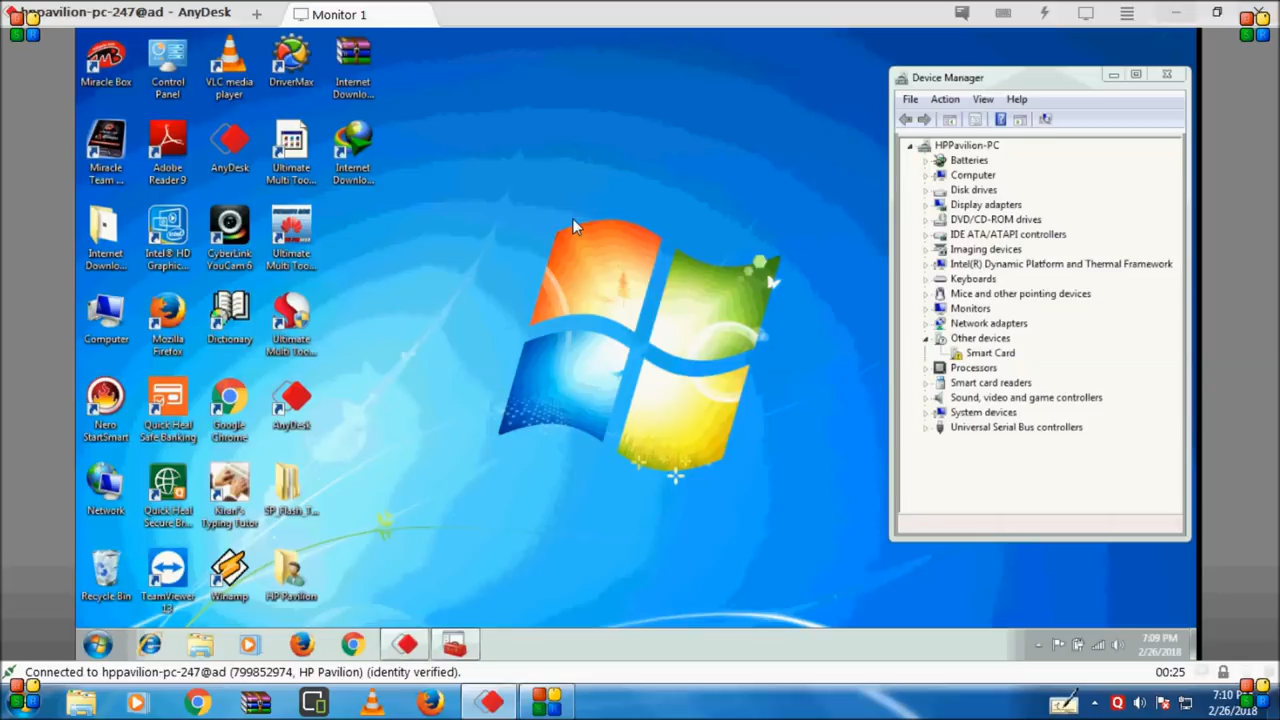 hppavilion-pc-247@ad - AnyDesk
Monitor 1
Miracle Box
Control Panel
VLC media player
DriverMax
Internet Downlo...
Miracle Team ...
Adobe Reader 9
AnyDesk
Ultimate Multi Too...
Internet Downlo...
Internet Downlo...
Intel® HD Graphic...
CyberLink YouCam 6
Ultimate Multi Too...
Computer
Mozilla Firefox
Dictionary
Ultimate Multi Too...
Nero StartSmart
Quick Heal Safe Banking
Google Chrome
AnyDesk
Network
Quick Heal Secure Br...
Kiran's Typing Tutor
SP_Flash_T...
Recycle Bin
TeamViewer 13
Winamp
HP Pavilion
Device Manager
File Action View Help
HPPavilion-PC
Batteries
Computer
Disk drives
Display adapters
DVD/CD-ROM drives
IDE ATA/ATAPI controllers
Imaging devices
Intel(R) Dynamic Platform and Thermal Framework
Keyboards
Mice and other pointing devices
Monitors
Network adapters
Other devices
Smart Card
Processors
Smart card readers
Sound, video and game controllers
System devices
Universal Serial Bus controllers
7:09 PM
2/26/2018
Connected to hppavilion-pc-247@ad (799852974, HP Pavilion) (identity verified).
00:25
7:10 P
2/26/2018